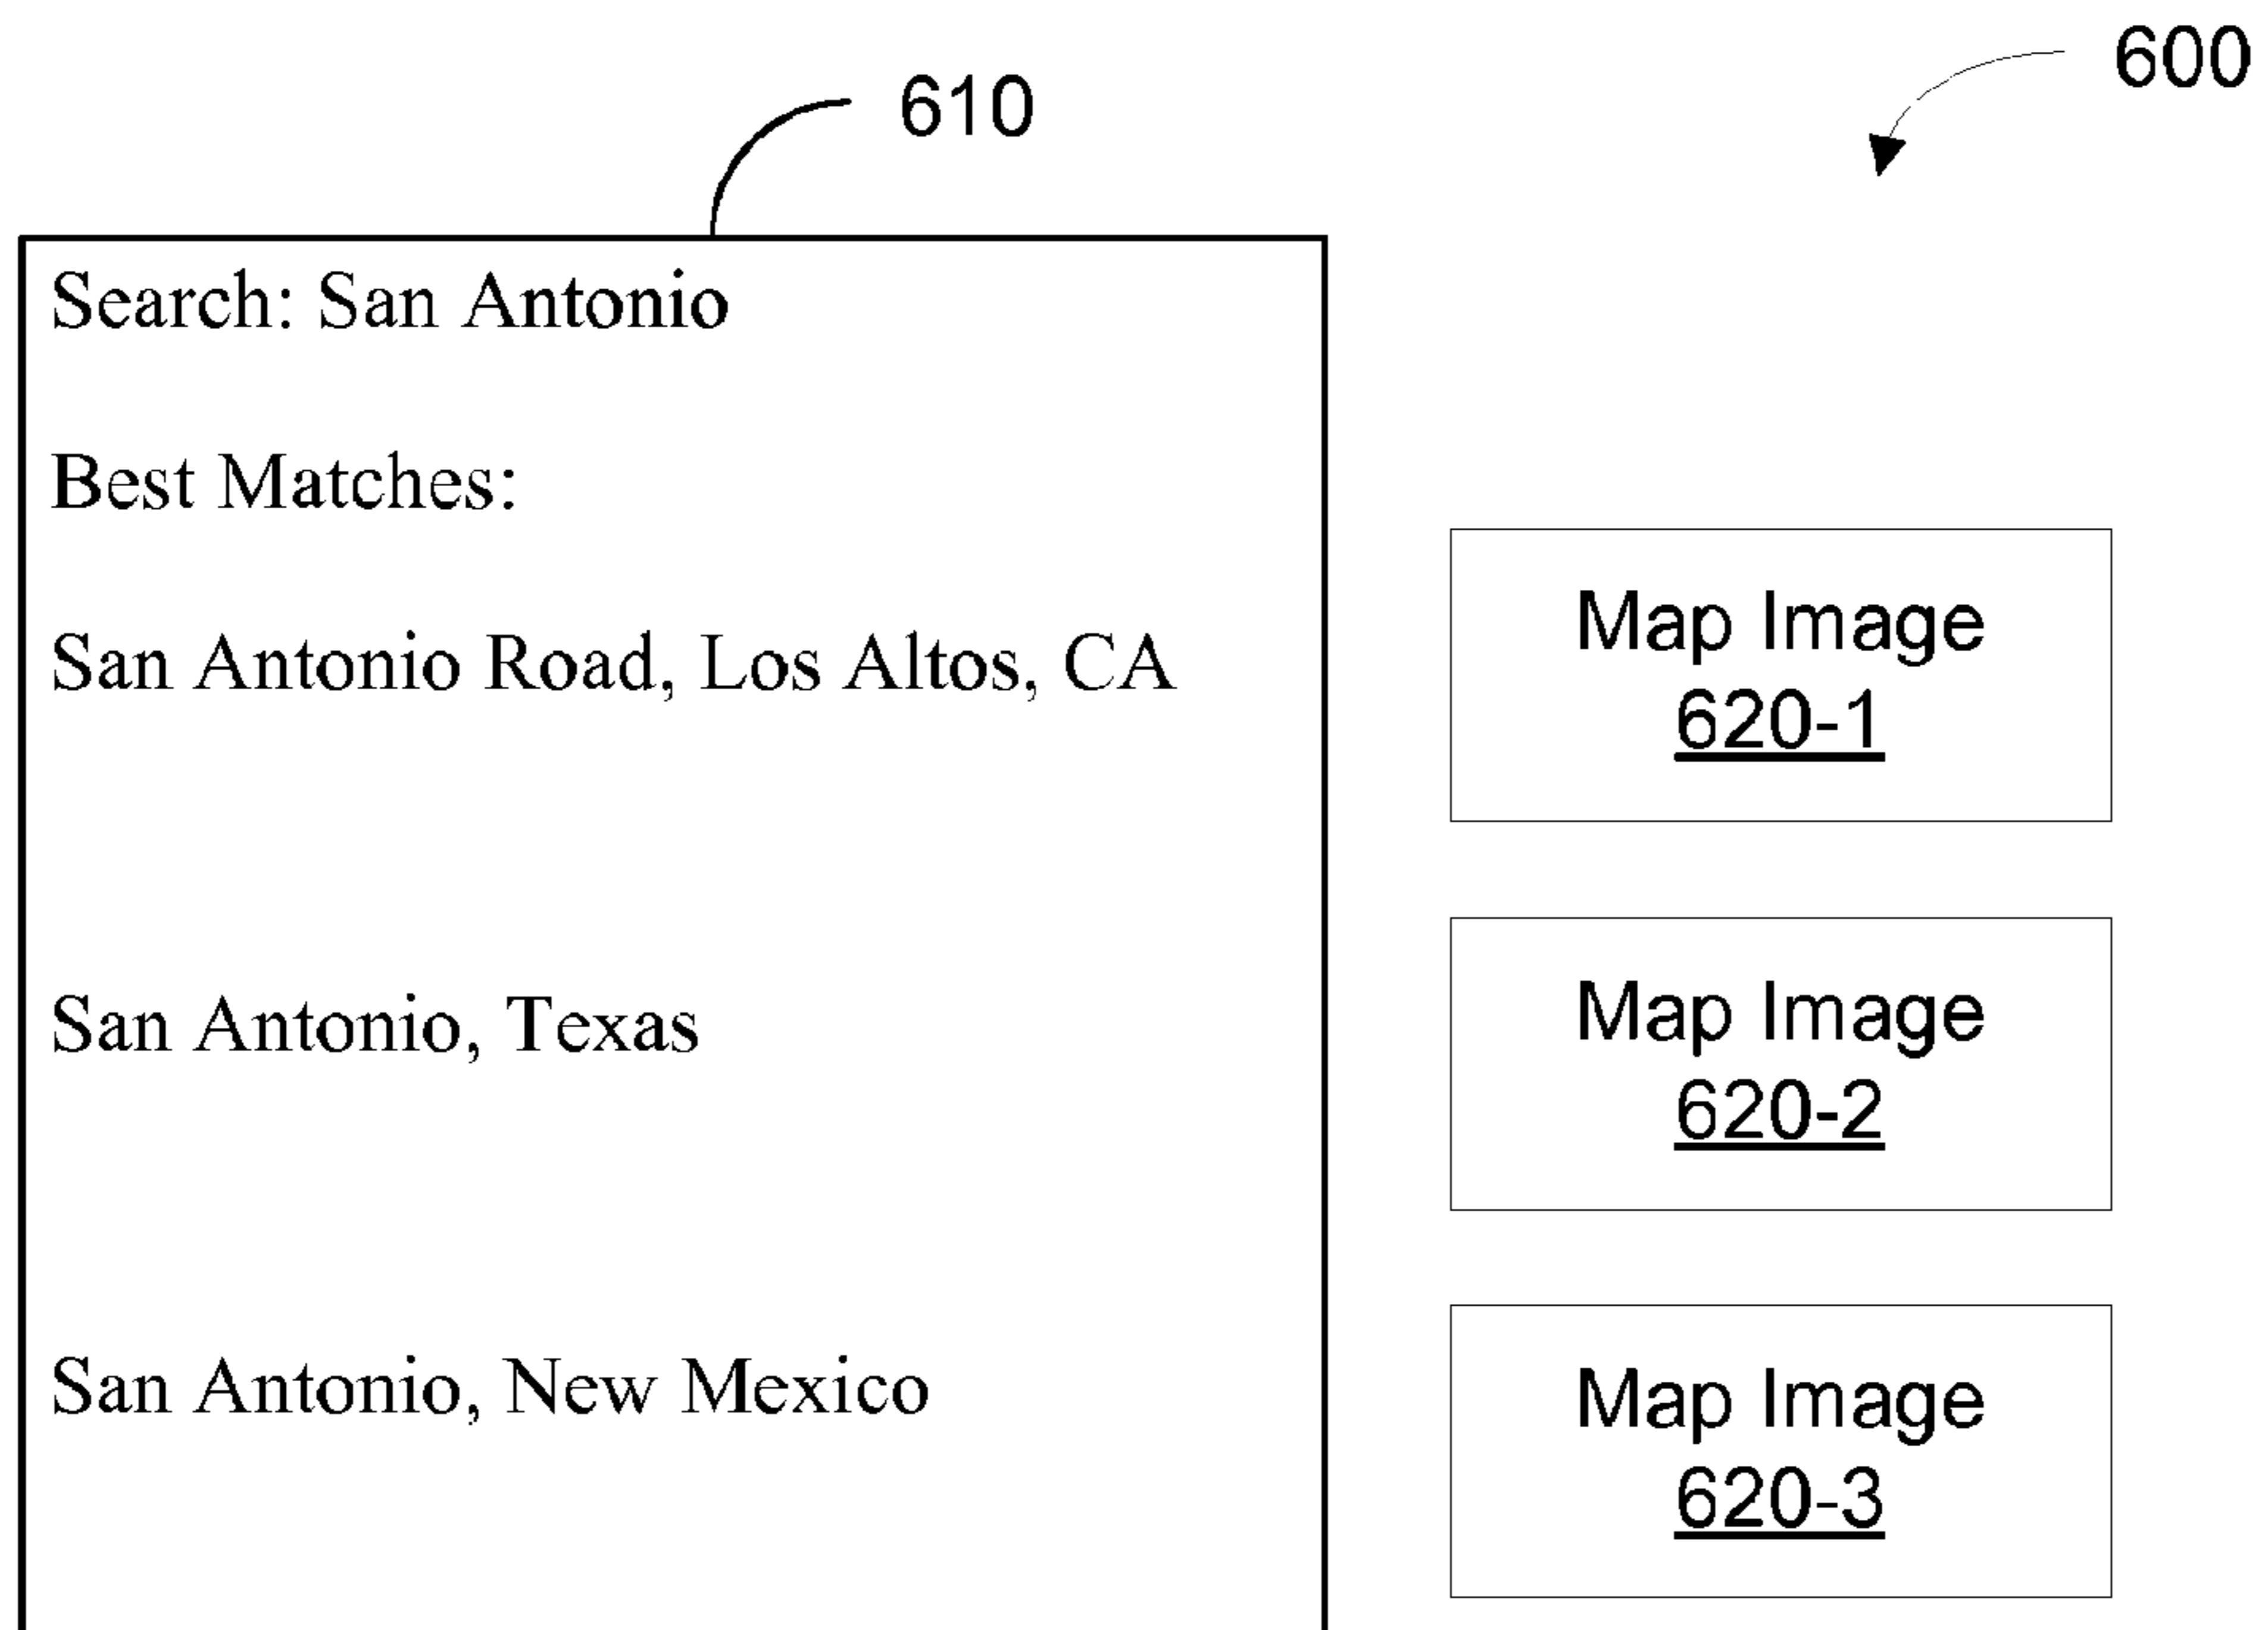 600
610
Search: San Antonio
Best Matches:
San Antonio Road, Los Altos, CA
San Antonio, Texas
San Antonio, New Mexico
Map Image
620-1
Map Image
620-2
Map Image
620-3